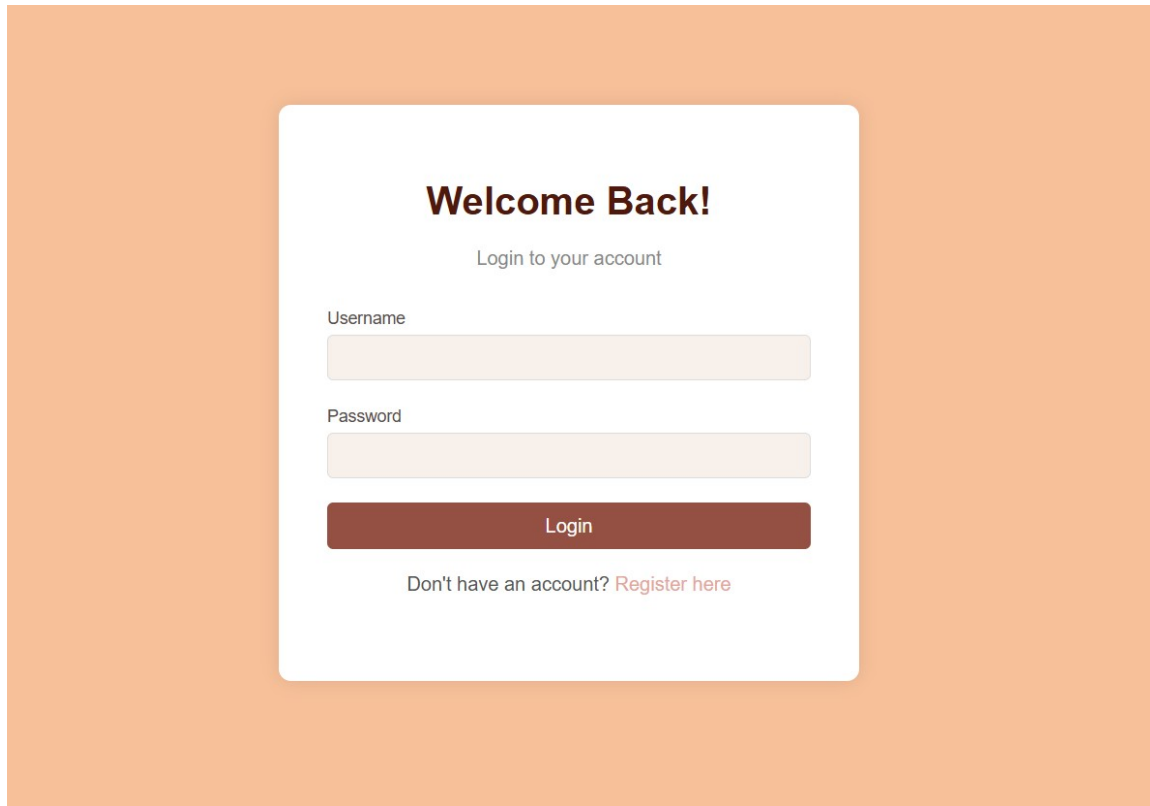 Welcome Back!
Login to your account
Username
Password
Login
Don't have an account? Register here